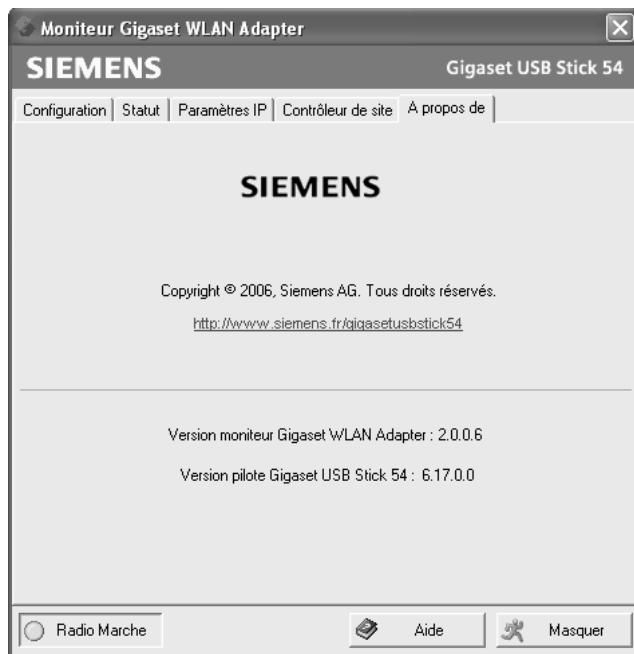 Moniteur Gigaset WLAN Adapter
SIEMENS Gigaset USB Stick 54
Configuration Statut Paramètres IP Contrôleur de site A propos de
SIEMENS
Copyright © 2006, Siemens AG. Tous droits réservés.
http://www.siemens.fr/gigasetusbstick54
Version moniteur Gigaset WLAN Adapter : 2.0.0.6
Version pilote Gigaset USB Stick 54 : 6.17.0.0
Radio Marche Aide Masquer